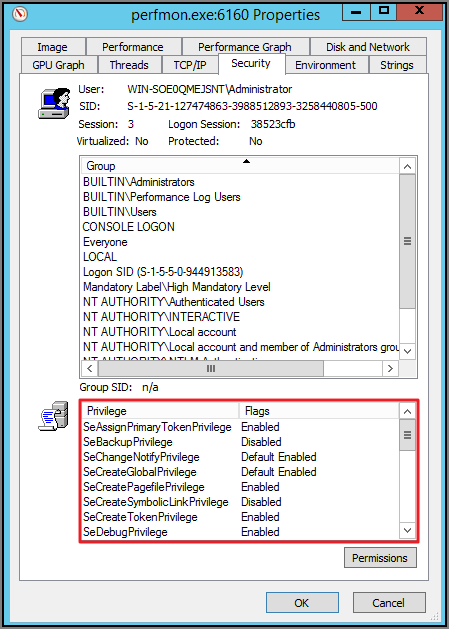 perfmon.exe:6160 Properties
Image Performance Performance Graph Disk and Network
GPU Graph Threads TCP/IP Security Environment Strings
User: WIN-SOE0QMEJSNT\Administrator
SID: S-1-5-21-127474863-3988512893-3258440805-500
Session: 3 Logon Session: 38523cfb
Virtualized: No Protected: No
Group
BUILTIN\Administrators
BUILTIN\Performance Log Users
BUILTIN\Users
CONSOLE LOGON
Everyone
LOCAL
Logon SID (S-1-5-5-0-944913583)
Mandatory Label\High Mandatory Level
NT AUTHORITY\Authenticated Users
NT AUTHORITY\INTERACTIVE
NT AUTHORITY\Local account
NT AUTHORITY\Local account and member of Administrators grou
NT AUTHORITY\NTLM Authentication
Group SID: n/a
Privilege Flags
SeAssignPrimaryTokenPrivilege Enabled
SeBackupPrivilege Disabled
SeChangeNotifyPrivilege Default Enabled
SeCreateGlobalPrivilege Default Enabled
SeCreatePagefilePrivilege Enabled
SeCreateSymbolicLinkPrivilege Disabled
SeCreateTokenPrivilege Enabled
SeDebugPrivilege Enabled
Permissions
OK Cancel